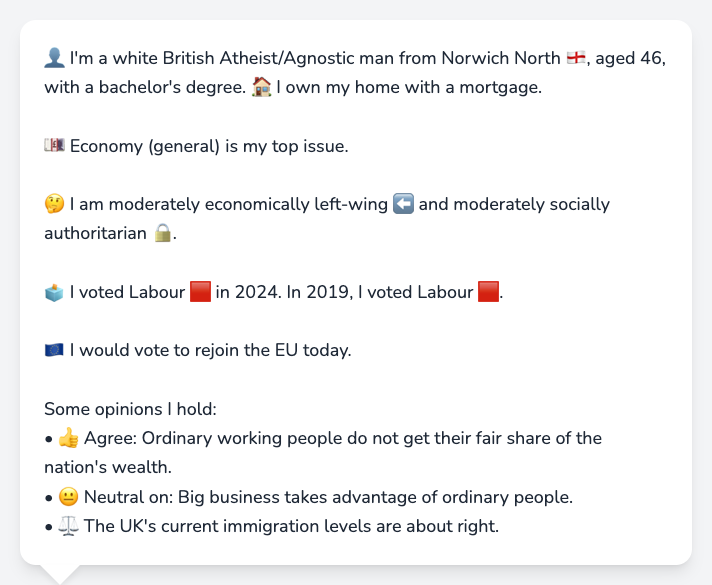 👤 I'm a white British Atheist/Agnostic man from Norwich North 🏴󠁧󠁢󠁥󠁮󠁧󠁿, aged 46,
with a bachelor's degree. 🏠 I own my home with a mortgage.
💷 Economy (general) is my top issue.
🤔 I am moderately economically left-wing ⬅️ and moderately socially
authoritarian 🔒.
🗳️ I voted Labour 🟥 in 2024. In 2019, I voted Labour 🟥.
🇪🇺 I would vote to rejoin the EU today.
Some opinions I hold:
• 👍 Agree: Ordinary working people do not get their fair share of the
nation's wealth.
• 😐 Neutral on: Big business takes advantage of ordinary people.
• ⚖️ The UK's current immigration levels are about right.